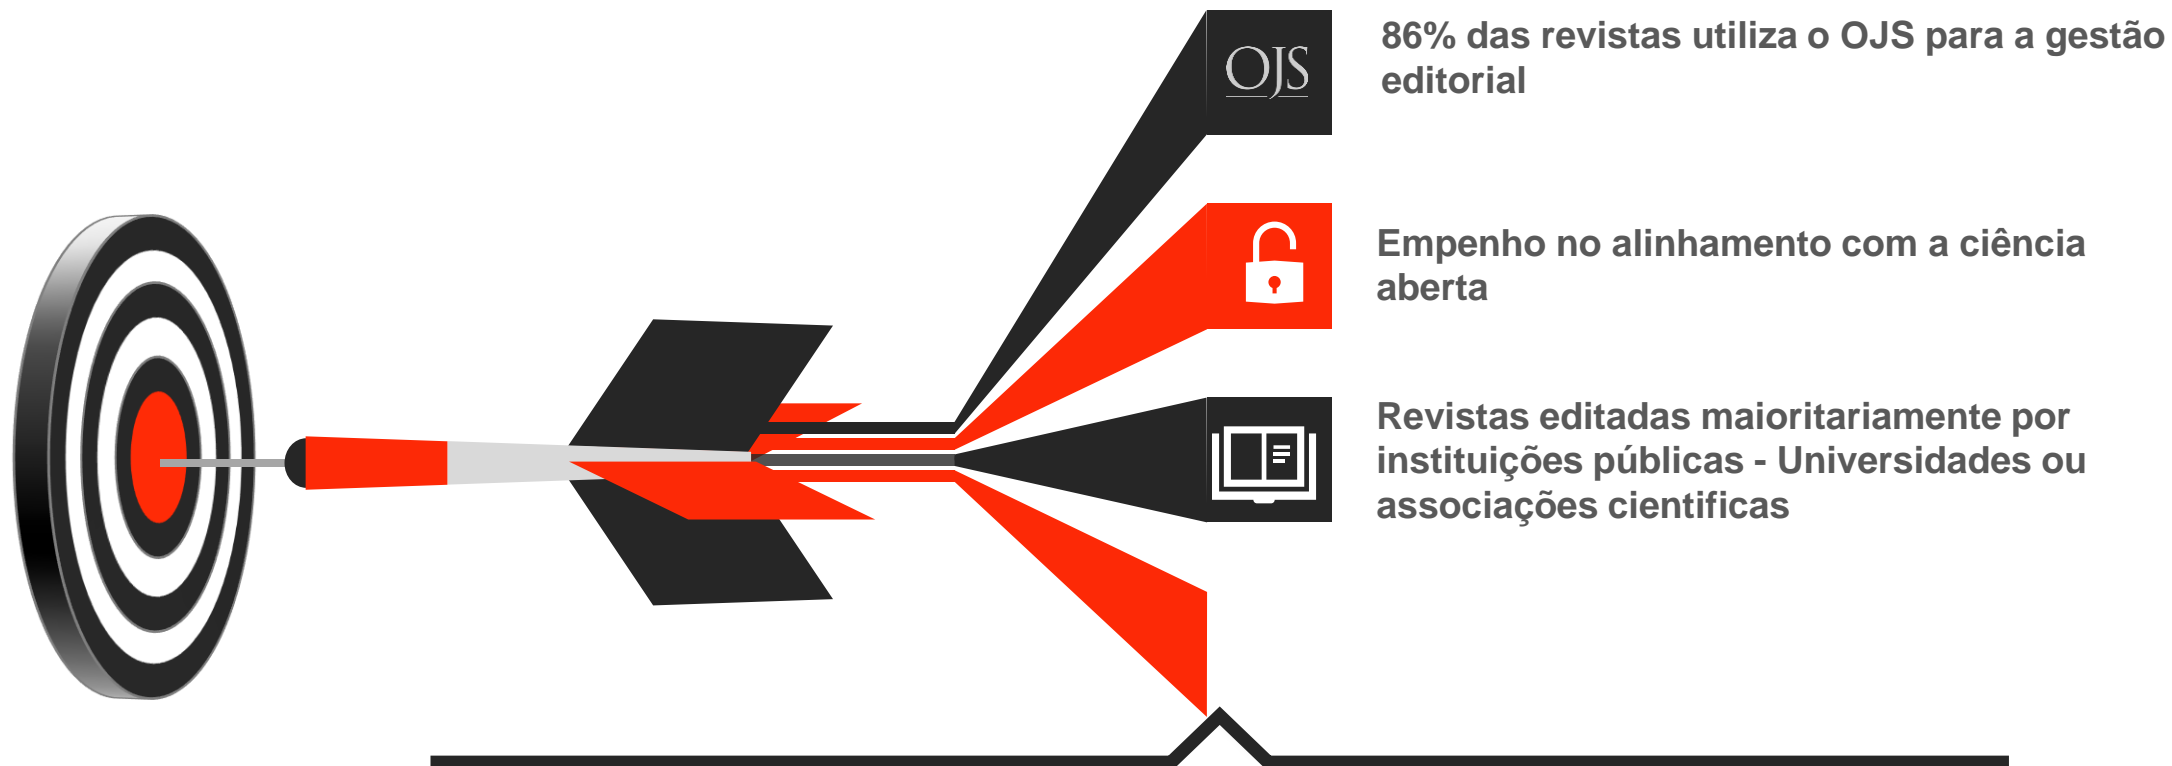 OJS
86% das revistas utiliza o OJS para a gestão
editorial
Empenho no alinhamento com a ciência
aberta
Revistas editadas maioritariamente por
instituições públicas - Universidades ou
associações cientificas